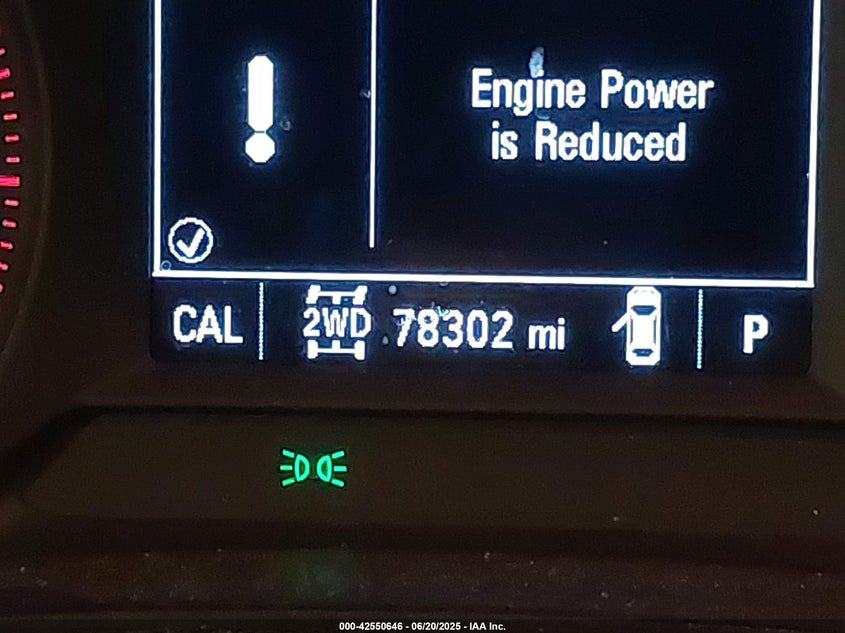 Engine Power
is Reduced
CAL 2WD 78302 mi P
000-42550646 - 06/20/2025 - IAA Inc.